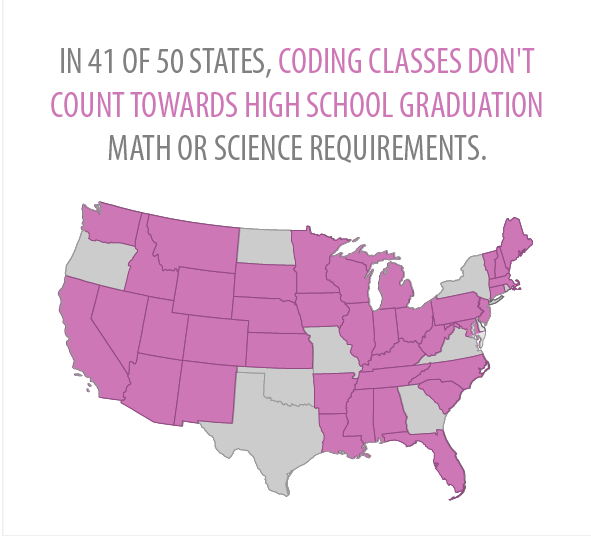 IN 41 OF 50 STATES, CODING CLASSES DON'T
COUNT TOWARDS HIGH SCHOOL GRADUATION
MATH OR SCIENCE REQUIREMENTS.